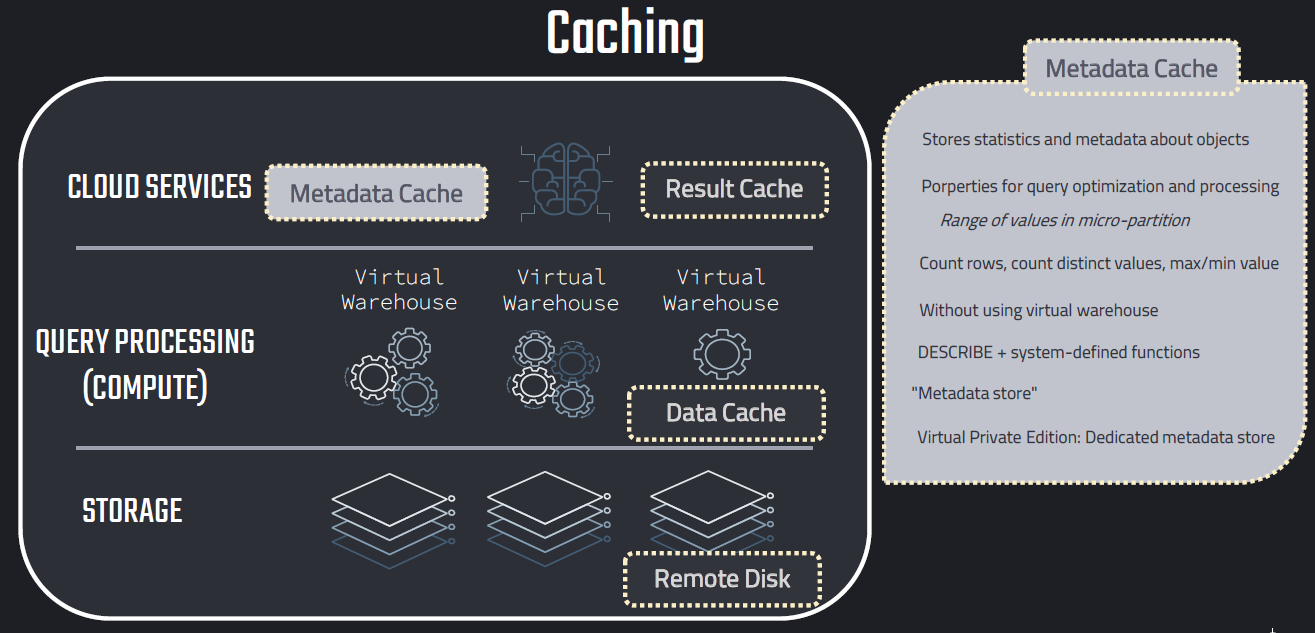 Caching
CLOUD SERVICES
Metadata Cache
Result Cache
Virtual
Warehouse
Virtual
Warehouse
Virtual
Warehouse
QUERY PROCESSING
(COMPUTE)
Data Cache
STORAGE
Remote Disk
Metadata Cache
Stores statistics and metadata about objects
Porperties for query optimization and processing
Range of values in micro-partition
Count rows, count distinct values, max/min value
Without using virtual warehouse
DESCRIBE + system-defined functions
"Metadata store"
Virtual Private Edition: Dedicated metadata store